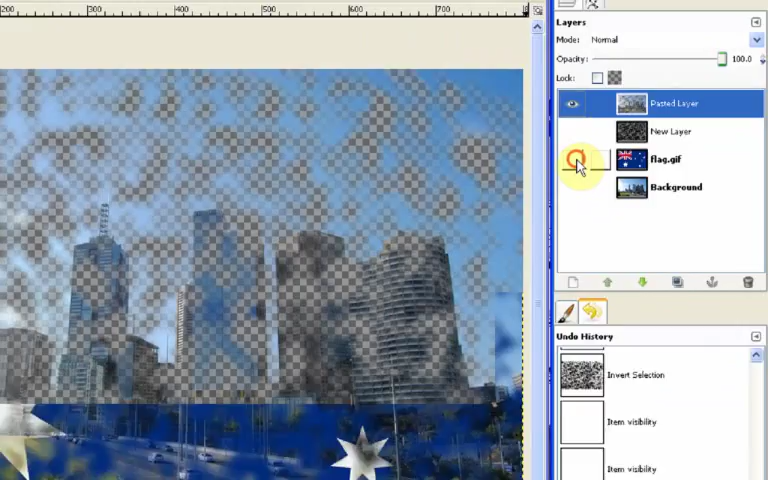 200 300 400 500 600 700
Layers
Mode: Normal
Opacity: 100.0
Lock:
Pasted Layer
New Layer
flag.gif
Background
Undo History
Invert Selection
Item visibility
Item visibility